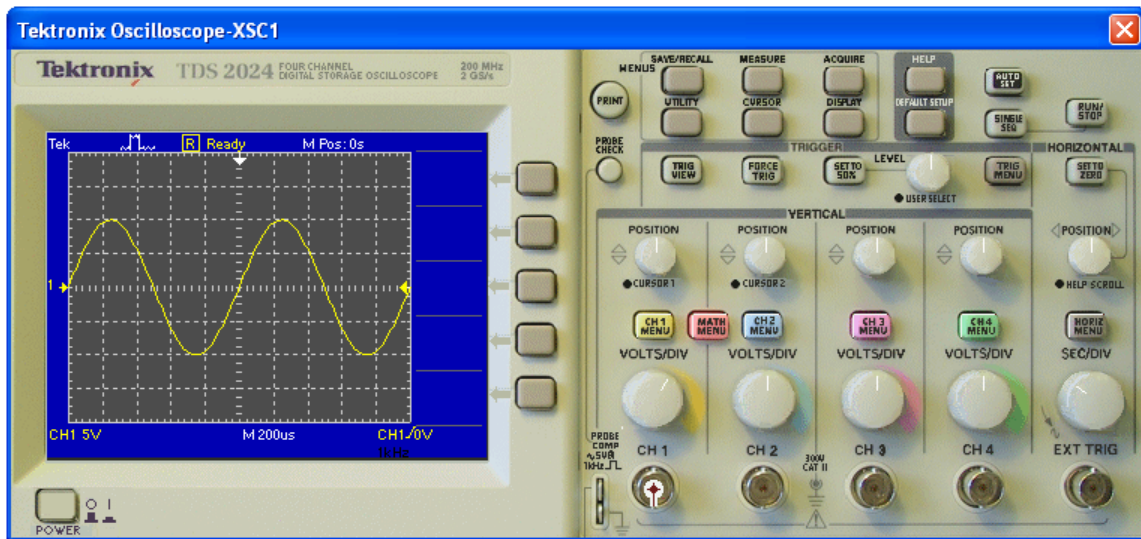 Tektronix Oscilloscope-XSC1
Tektronix TDS 2024 FOUR CHANNEL DIGITAL STORAGE OSCILLOSCOPE 200 MHz 2 GS/s
Tek R Ready M Pos: 0s
1
CH1 5V M 200us CH1/0V
1kHz
POWER
O I
MENUS
SAVE/RECALL MEASURE ACQUIRE
UTILITY CURSOR DISPLAY
HELP
DEFAULT SETUP
AUTO SET
SINGLE SEQ
RUN/ STOP
PRINT
PROBE CHECK
TRIGGER
TRIG VIEW
FORCE TRIG
SET TO 50%
LEVEL
USER SELECT
TRIG MENU
HORIZONTAL
SET TO ZERO
VERTICAL
POSITION POSITION POSITION POSITION POSITION
CURSOR 1 CURSOR 2 HELP SCROLL
CH 1 MENU
MATH MENU
CH 2 MENU
CH 3 MENU
CH 4 MENU
HORIZ MENU
VOLTS/DIV VOLTS/DIV VOLTS/DIV VOLTS/DIV SEC/DIV
PROBE COMP
~5V@
1kHz
CH 1 CH 2 CH 3 CH 4 EXT TRIG
300V CAT II